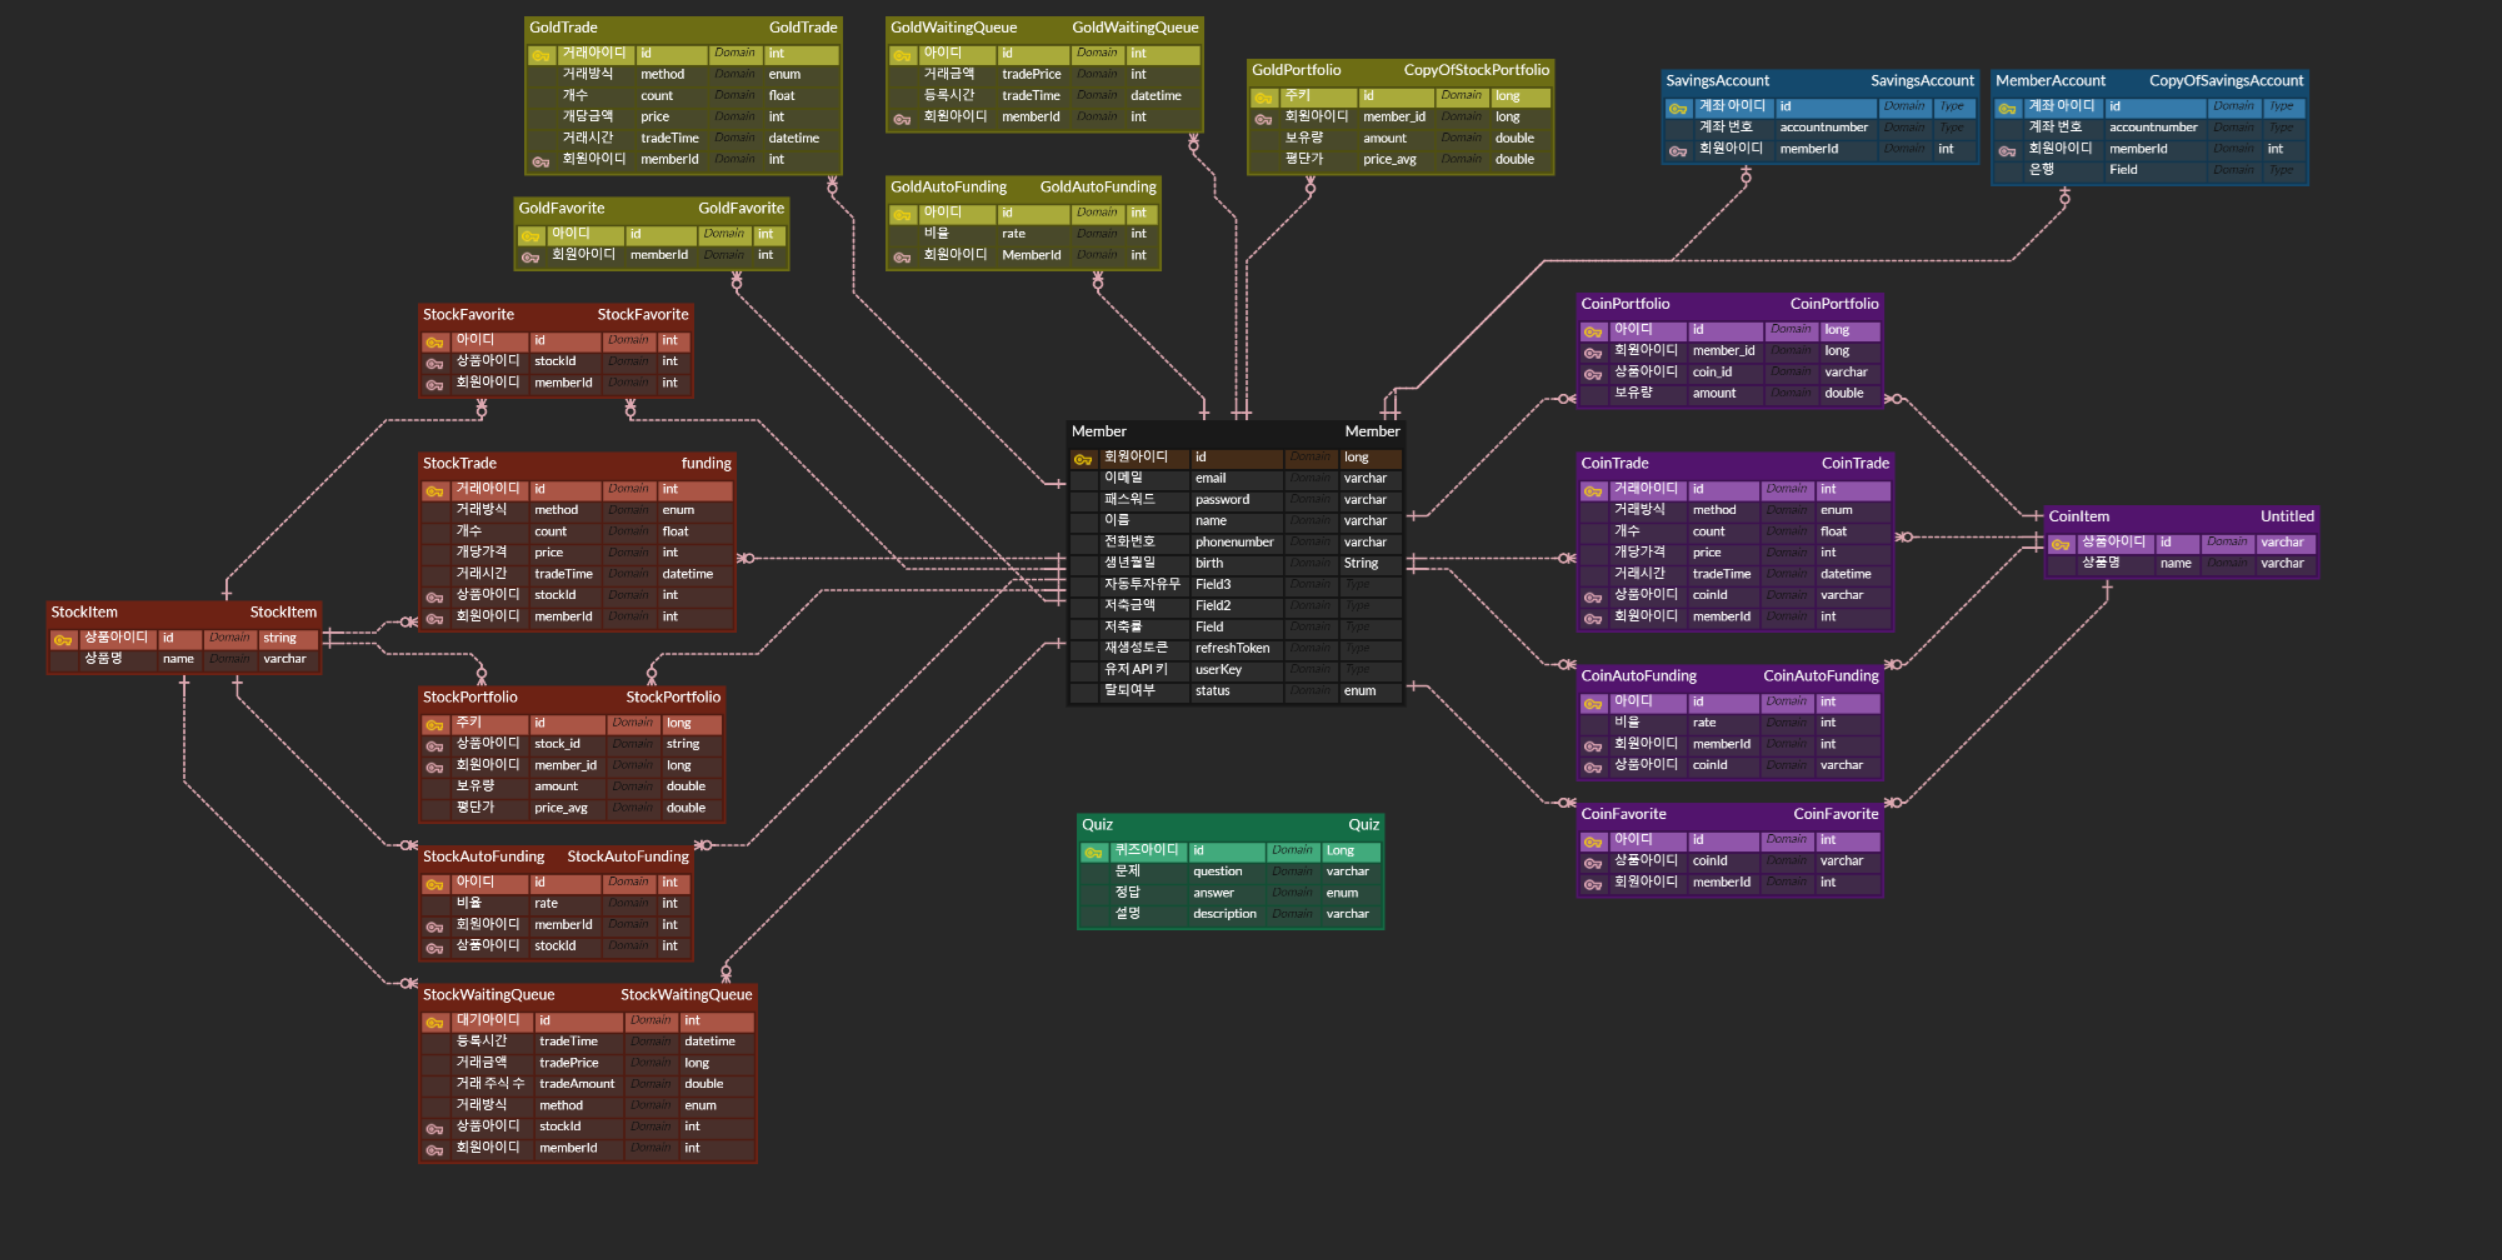 GoldTrade GoldTrade
거래아이디 id Domain int
거래방식 method Domain enum
개수 count Domain float
개당금액 price Domain int
거래시간 tradeTime Domain datetime
회원아이디 memberId Domain int
GoldWaitingQueue GoldWaitingQueue
아이디 id Domain int
거래금액 tradePrice Domain int
등록시간 tradeTime Domain datetime
회원아이디 memberId Domain int
GoldPortfolio CopyOfStockPortfolio
주키 id Domain long
회원아이디 member_id Domain long
보유량 amount Domain double
평단가 price_avg Domain double
SavingsAccount SavingsAccount
계좌 아이디 id Domain Type
계좌 번호 accountnumber Domain Type
회원아이디 memberId Domain int
MemberAccount CopyOfSavingsAccount
계좌 아이디 id Domain Type
계좌 번호 accountnumber Domain Type
회원아이디 memberId Domain int
은행 Field Domain Type
GoldFavorite GoldFavorite
아이디 id Domain int
회원아이디 memberId Domain int
GoldAutoFunding GoldAutoFunding
아이디 id Domain int
비율 rate Domain int
회원아이디 MemberId Domain int
StockFavorite StockFavorite
아이디 id Domain int
상품아이디 stockId Domain int
회원아이디 memberId Domain int
CoinPortfolio CoinPortfolio
아이디 id Domain long
회원아이디 member_id Domain long
상품아이디 coin_id Domain varchar
보유량 amount Domain double
StockTrade funding
거래아이디 id Domain int
거래방식 method Domain enum
개수 count Domain float
개당가격 price Domain int
거래시간 tradeTime Domain datetime
상품아이디 stockId Domain int
회원아이디 memberId Domain int
Member Member
회원아이디 id Domain long
이메일 email Domain varchar
패스워드 password Domain varchar
이름 name Domain varchar
전화번호 phonenumber Domain varchar
생년월일 birth Domain String
자동투자유무 Field3 Domain Type
저축금액 Field2 Domain Type
저축률 Field Domain Type
재생성토큰 refreshToken Domain Type
유저 API 키 userKey Domain Type
탈퇴여부 status Domain enum
CoinTrade CoinTrade
거래아이디 id Domain int
거래방식 method Domain enum
개수 count Domain float
개당가격 price Domain int
거래시간 tradeTime Domain datetime
상품아이디 coinId Domain varchar
회원아이디 memberId Domain int
CoinItem Untitled
상품아이디 id Domain varchar
상품명 name Domain varchar
StockItem StockItem
상품아이디 id Domain string
상품명 name Domain varchar
StockPortfolio StockPortfolio
주키 id Domain long
상품아이디 stock_id Domain string
회원아이디 member_id Domain long
보유량 amount Domain double
평단가 price_avg Domain double
CoinAutoFunding CoinAutoFunding
아이디 id Domain int
비율 rate Domain int
회원아이디 memberId Domain int
상품아이디 coinId Domain varchar
StockAutoFunding StockAutoFunding
아이디 id Domain int
비율 rate Domain int
회원아이디 memberId Domain int
상품아이디 stockId Domain int
Quiz Quiz
퀴즈아이디 id Domain Long
문제 question Domain varchar
정답 answer Domain enum
설명 description Domain varchar
CoinFavorite CoinFavorite
아이디 id Domain int
상품아이디 coinId Domain varchar
회원아이디 memberId Domain int
StockWaitingQueue StockWaitingQueue
대기아이디 id Domain int
등록시간 tradeTime Domain datetime
거래금액 tradePrice Domain long
거래 주식 수 tradeAmount Domain double
거래방식 method Domain enum
상품아이디 stockId Domain int
회원아이디 memberId Domain int